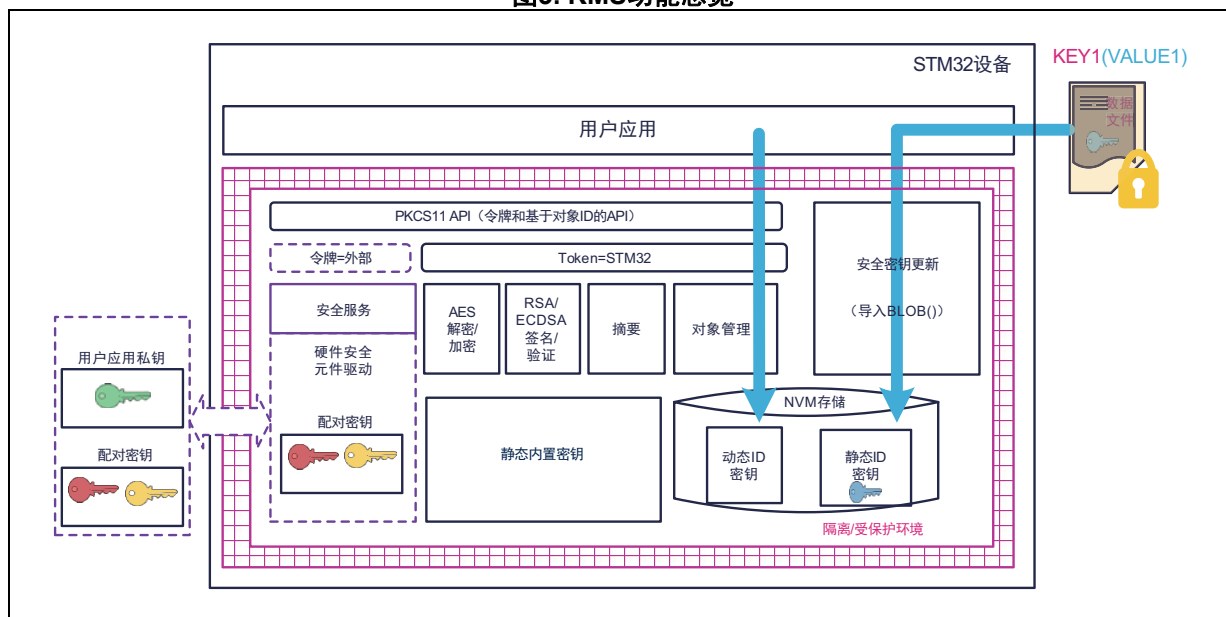 STM32设备
KEY1(VALUE1)
数据
文件
用户应用
PKCS11 API（令牌和基于对象ID的API）
令牌=外部
Token=STM32
安全密钥更新
（导入BLOB()）
安全服务
AES
解密/
加密
RSA/
ECDSA
签名/
验证
摘要
对象管理
硬件安全
元件驱动
用户应用私钥
配对密钥
配对密钥
静态内置密钥
NVM存储
动态ID
密钥
静态ID
密钥
隔离/受保护环境